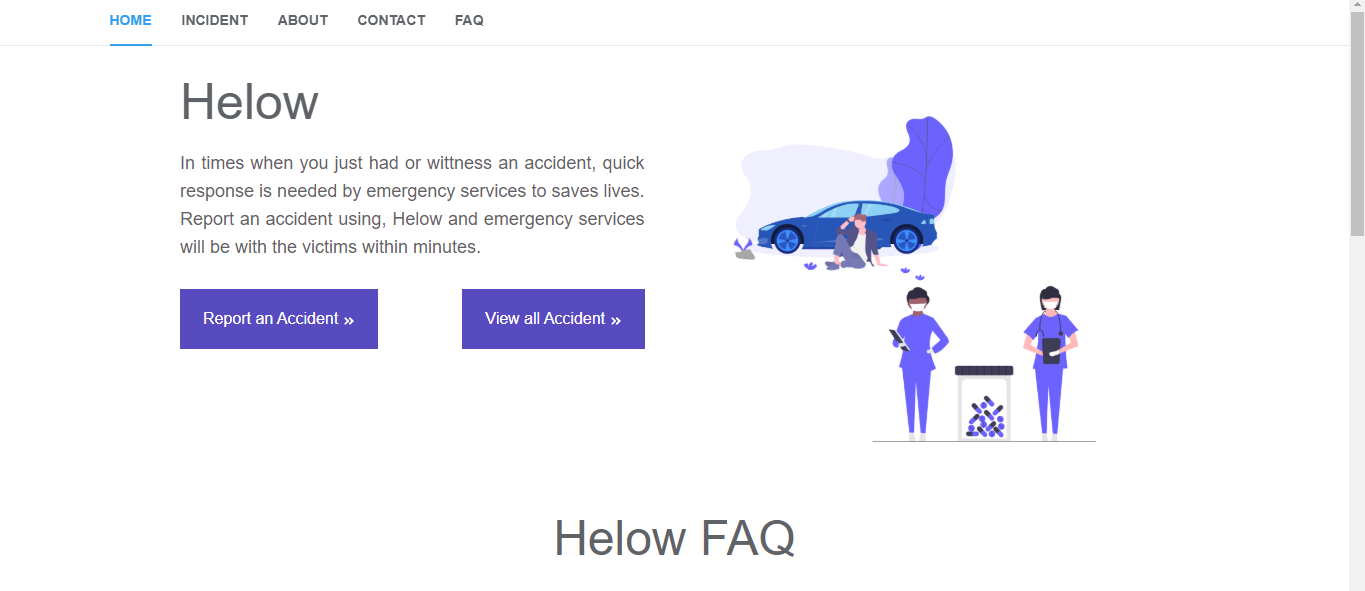 HOME INCIDENT ABOUT CONTACT FAQ
Helow
In times when you just had or wittness an accident, quick
response is needed by emergency services to saves lives.
Report an accident using, Helow and emergency services
will be with the victims within minutes.
Report an Accident » View all Accident »
Helow FAQ